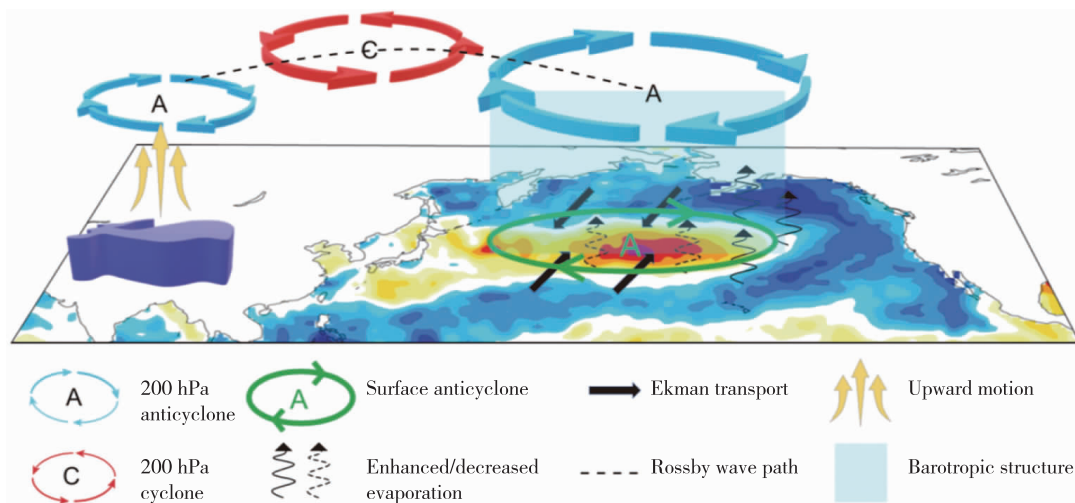 C
A
A
A
A
200 hPa
anticyclone
A
Surface anticyclone
Ekman transport
Upward motion
C
200 hPa
cyclone
Enhanced/decreased
evaporation
Rossby wave path
Barotropic structure